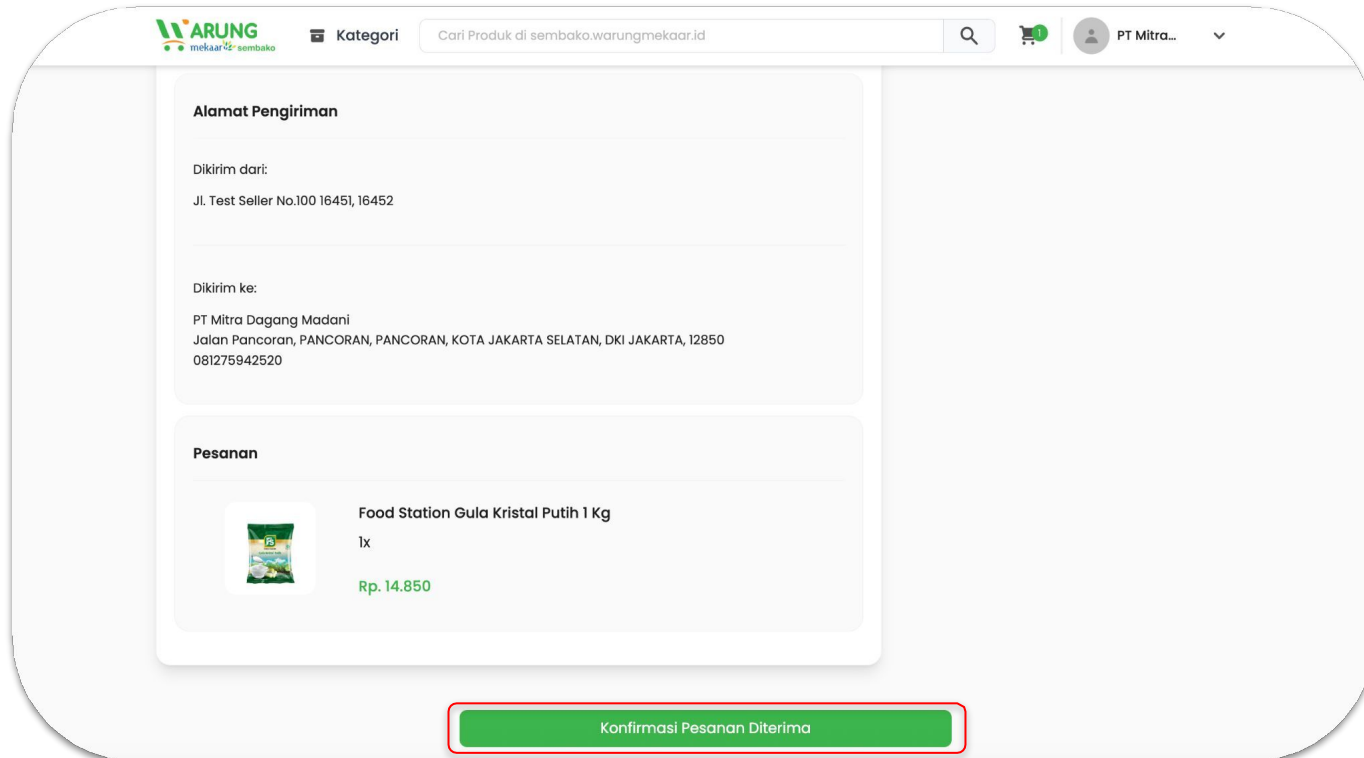 WARUNG
mekaar sembako
Kategori
Cari Produk di sembako.warungmekaar.id
1
PT Mitra...
Alamat Pengiriman
Dikirim dari:
Jl. Test Seller No.100 16451, 16452
Dikirim ke:
PT Mitra Dagang Madani
Jalan Pancoran, PANCORAN, PANCORAN, KOTA JAKARTA SELATAN, DKI JAKARTA, 12850
081275942520
Pesanan
Food Station Gula Kristal Putih 1 Kg
1x
Rp. 14.850
FS
Konfirmasi Pesanan Diterima